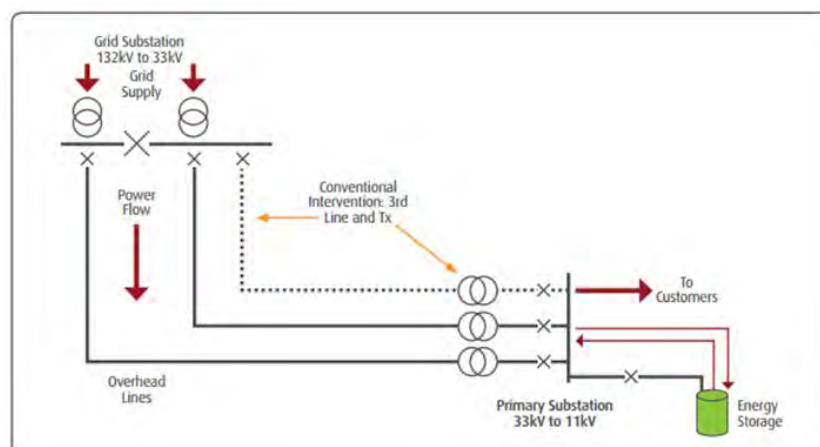 Grid Substation
132kV to 33kV
Grid
Supply
Power
Flow
Conventional
Intervention: 3rd
Line and Tx
To
Customers
Overhead
Lines
Primary Substation
33kV to 11kV
Energy
Storage